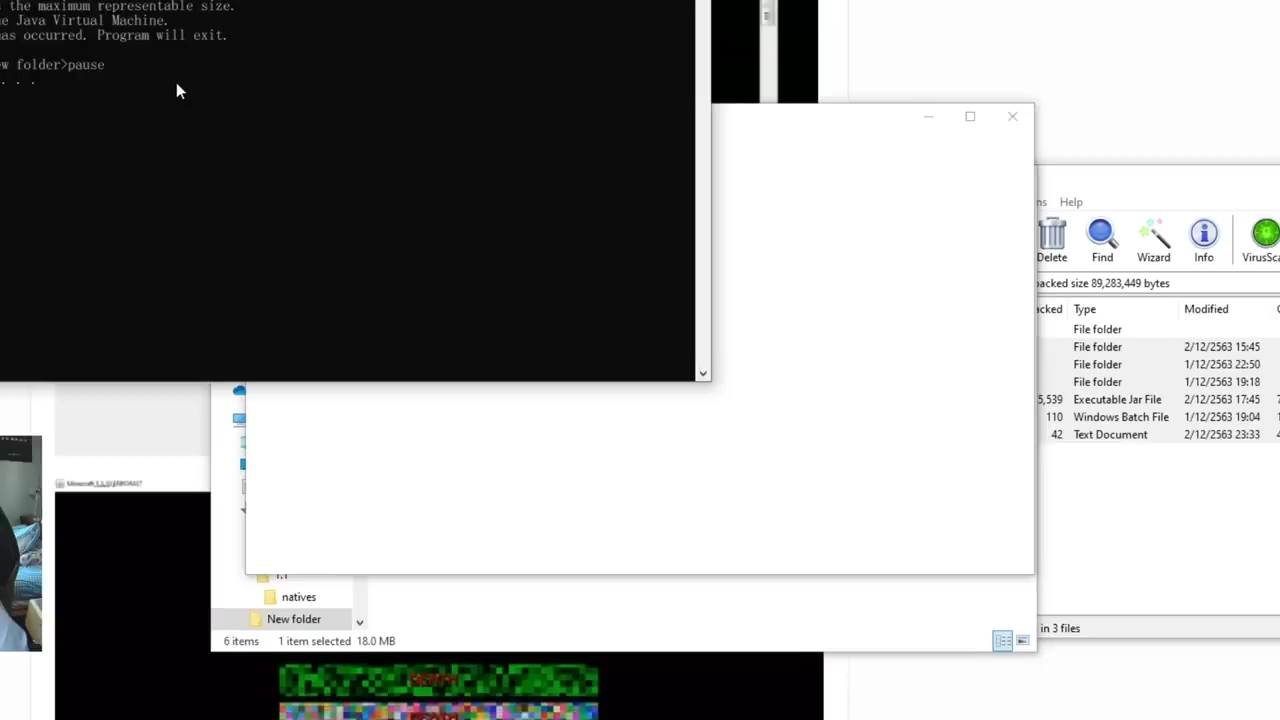 s the maximum representable size.
e Java Virtual Machine.
as occurred. Program will exit.
w folder>pause
. . .
ns Help
Delete Find Wizard Info VirusSca
acked size 89,283,449 bytes
acked Type Modified
File folder
File folder 2/12/2563 15:45
File folder 1/12/2563 22:50
File folder 1/12/2563 19:18
5,539 Executable Jar File 2/12/2563 17:45
110 Windows Batch File 1/12/2563 19:04
42 Text Document 2/12/2563 23:33
natives
New folder
6 items 1 item selected 18.0 MB
in 3 files
DEATH